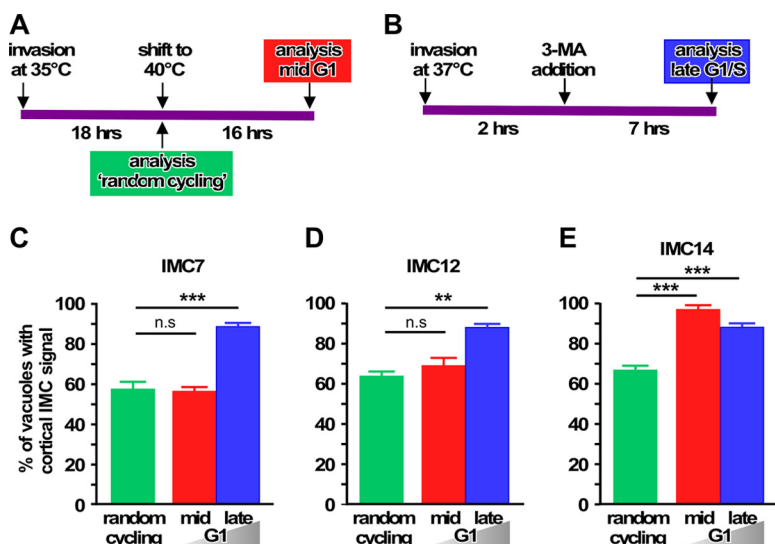 A
invasion
at 35°C
shift to
40°C
analysis
mid G1
18 hrs
16 hrs
analysis
'random cycling'
B
invasion
at 37°C
3-MA
addition
analysis
late G1/S
2 hrs
7 hrs
C
IMC7
% of vacuoles with
cortical IMC signal
100
80
60
40
20
0
***
n.s
random
cycling
mid
late
G1
D
IMC12
100
80
60
40
20
0
**
n.s
random
cycling
mid
late
G1
E
IMC14
100
80
60
40
20
0
***
***
random
cycling
mid
late
G1